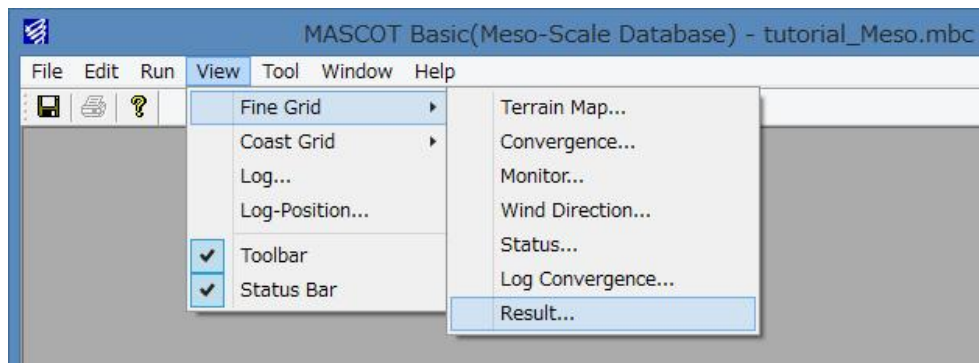 MASCOT Basic(Meso-Scale Database) - tutorial_Meso.mbc
File Edit Run View Tool Window Help
Fine Grid
Coast Grid
Log...
Log-Position...
Toolbar
Status Bar
Terrain Map...
Convergence...
Monitor...
Wind Direction...
Status...
Log Convergence...
Result...